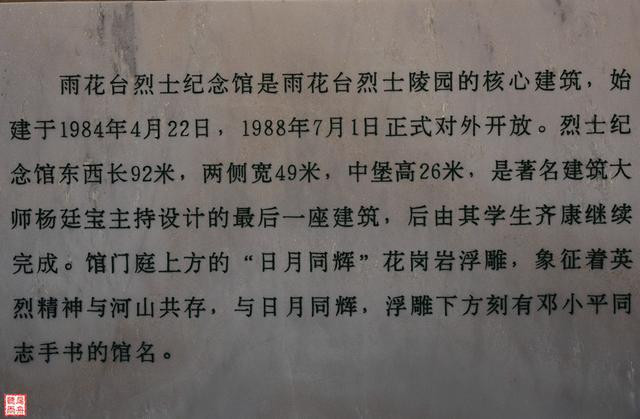 雨花台烈士纪念馆是雨花台烈士陵园的核心建筑，始
建于1984年4月22日，1988年7月1日正式对外开放。烈士纪
念馆东西长92米，两侧宽49米，中堡高26米，是著名建筑大
师杨廷宝主持设计的最后一座建筑，后由其学生齐康继续
完成。馆门庭上方的“日月同辉”花岗岩浮雕，象征着英
烈精神与河山共存，与日月同辉，浮雕下方刻有邓小平同
志手书的馆名。